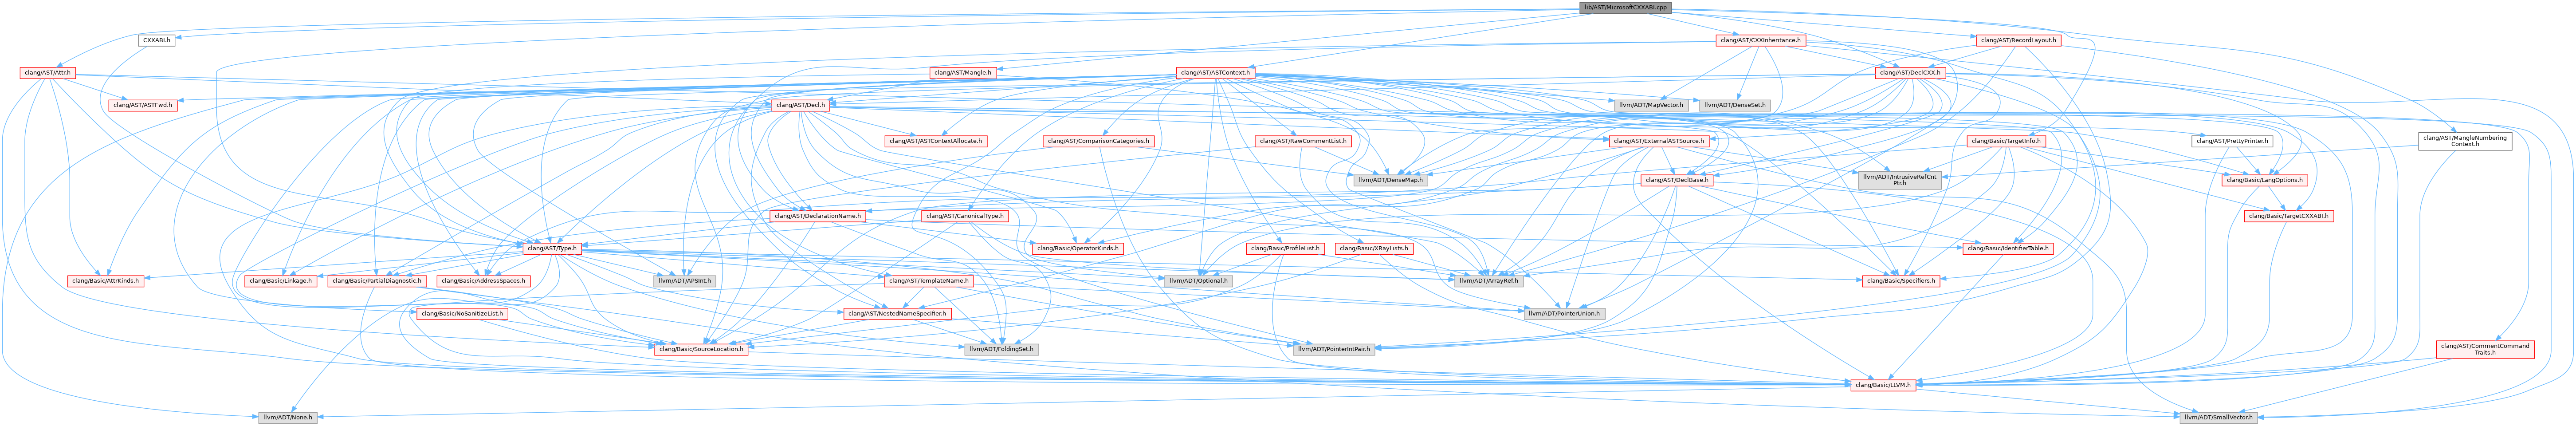 lib/AST/MicrosoftCXXABI.cpp
CXXABI.h
clang/AST/CXXInheritance.h
clang/AST/RecordLayout.h
clang/AST/Attr.h
clang/AST/Mangle.h
clang/AST/ASTContext.h
clang/AST/DeclCXX.h
clang/AST/ASTFwd.h
clang/AST/Decl.h
llvm/ADT/MapVector.h
llvm/ADT/DenseSet.h
clang/AST/ASTContextAllocate.h
clang/AST/ComparisonCategories.h
clang/AST/RawCommentList.h
clang/AST/ExternalASTSource.h
clang/Basic/TargetInfo.h
clang/AST/PrettyPrinter.h
clang/AST/MangleNumbering
Context.h
llvm/ADT/DenseMap.h
clang/AST/DeclBase.h
llvm/ADT/IntrusiveRefCnt
Ptr.h
clang/Basic/LangOptions.h
clang/AST/DeclarationName.h
clang/AST/CanonicalType.h
clang/Basic/TargetCXXABI.h
clang/AST/Type.h
clang/Basic/OperatorKinds.h
clang/Basic/ProfileList.h
clang/Basic/XRayLists.h
clang/Basic/IdentifierTable.h
clang/Basic/AttrKinds.h
clang/Basic/Linkage.h
clang/Basic/PartialDiagnostic.h
clang/Basic/AddressSpaces.h
llvm/ADT/APSInt.h
clang/AST/TemplateName.h
llvm/ADT/Optional.h
llvm/ADT/ArrayRef.h
clang/Basic/Specifiers.h
clang/Basic/NoSanitizeList.h
clang/AST/NestedNameSpecifier.h
llvm/ADT/PointerUnion.h
clang/Basic/SourceLocation.h
llvm/ADT/FoldingSet.h
llvm/ADT/PointerIntPair.h
clang/AST/CommentCommand
Traits.h
clang/Basic/LLVM.h
llvm/ADT/None.h
llvm/ADT/SmallVector.h